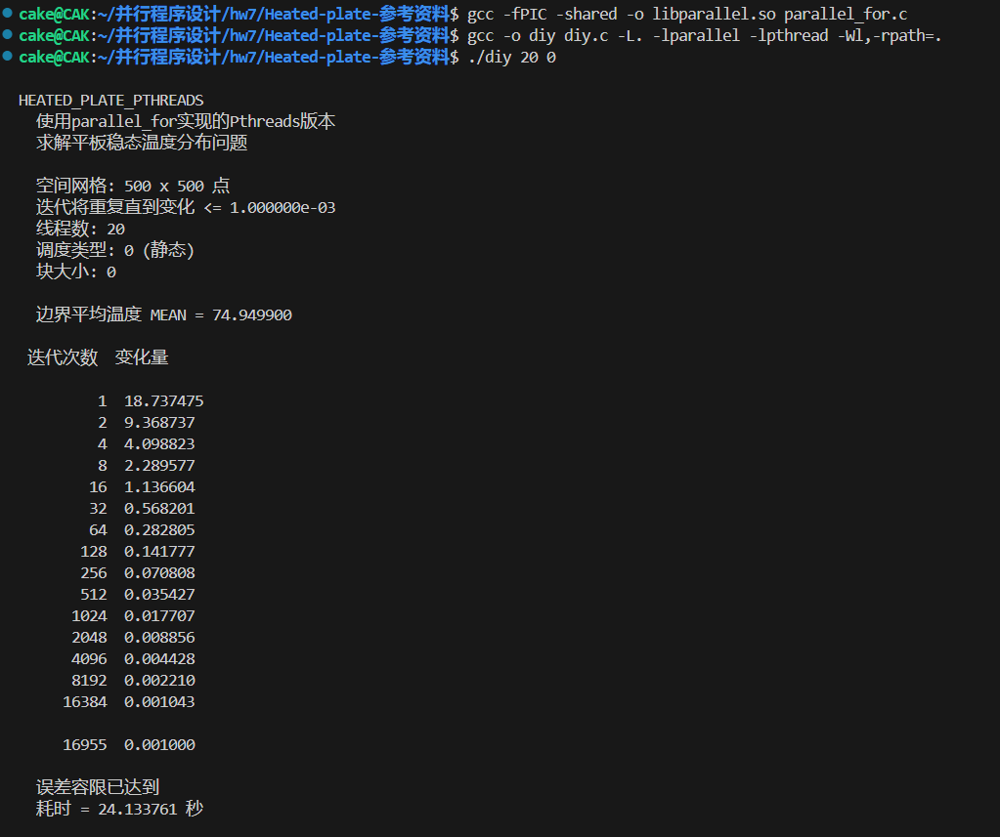 cake@CAK:~/并行程序设计/hw7/Heated-plate-参考资料$ gcc -fPIC -shared -o libparallel.so parallel_for.c
cake@CAK:~/并行程序设计/hw7/Heated-plate-参考资料$ gcc -o diy diy.c -L. -lparallel -lpthread -Wl,-rpath=.
cake@CAK:~/并行程序设计/hw7/Heated-plate-参考资料$ ./diy 20 0
HEATED_PLATE_PTHREADS
使用parallel_for实现的Pthreads版本
求解平板稳态温度分布问题
空间网格: 500 x 500 点
迭代将重复直到变化 <= 1.000000e-03
线程数: 20
调度类型: 0 (静态)
块大小: 0
边界平均温度 MEAN = 74.949900
迭代次数 变化量
1 18.737475
2 9.368737
4 4.098823
8 2.289577
16 1.136604
32 0.568201
64 0.282805
128 0.141777
256 0.070808
512 0.035427
1024 0.017707
2048 0.008856
4096 0.004428
8192 0.002210
16384 0.001043
16955 0.001000
误差容限已达到
耗时 = 24.133761 秒